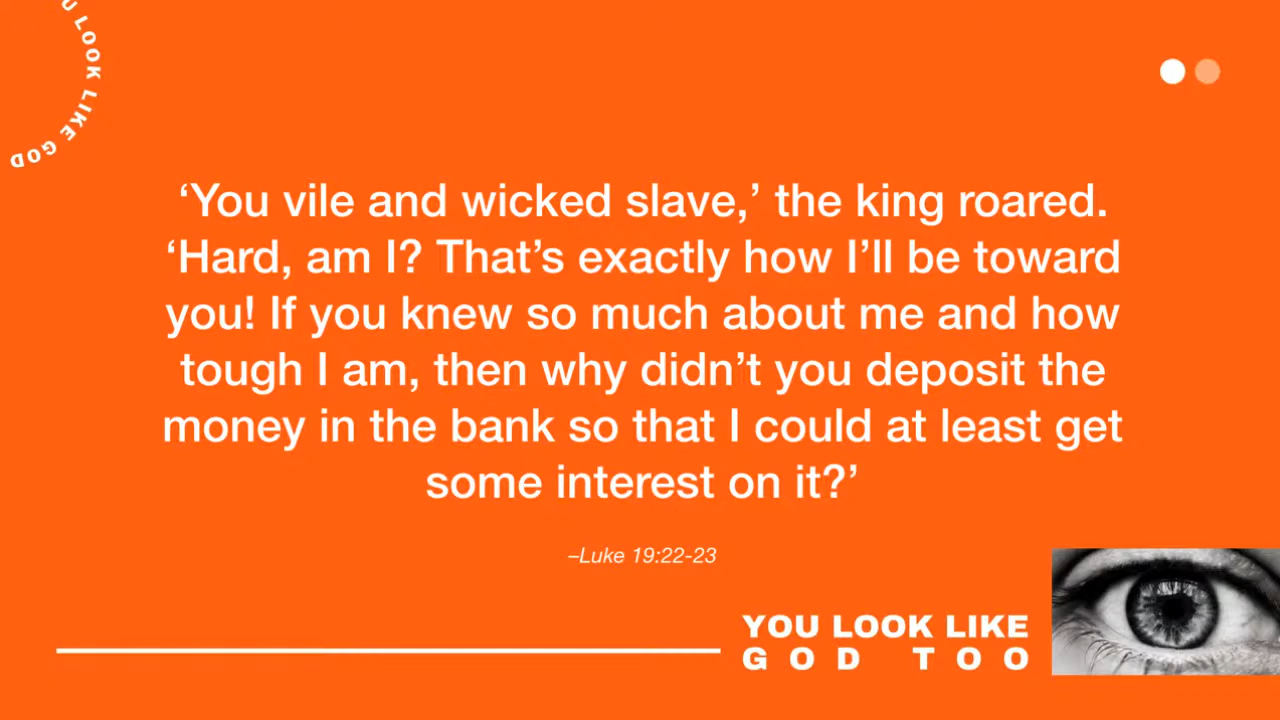 U LOOK LIKE GOD
‘You vile and wicked slave,’ the king roared.
‘Hard, am I? That’s exactly how I’ll be toward
you! If you knew so much about me and how
tough I am, then why didn’t you deposit the
money in the bank so that I could at least get
some interest on it?’
–Luke 19:22-23
YOU LOOK LIKE
GOD TOO